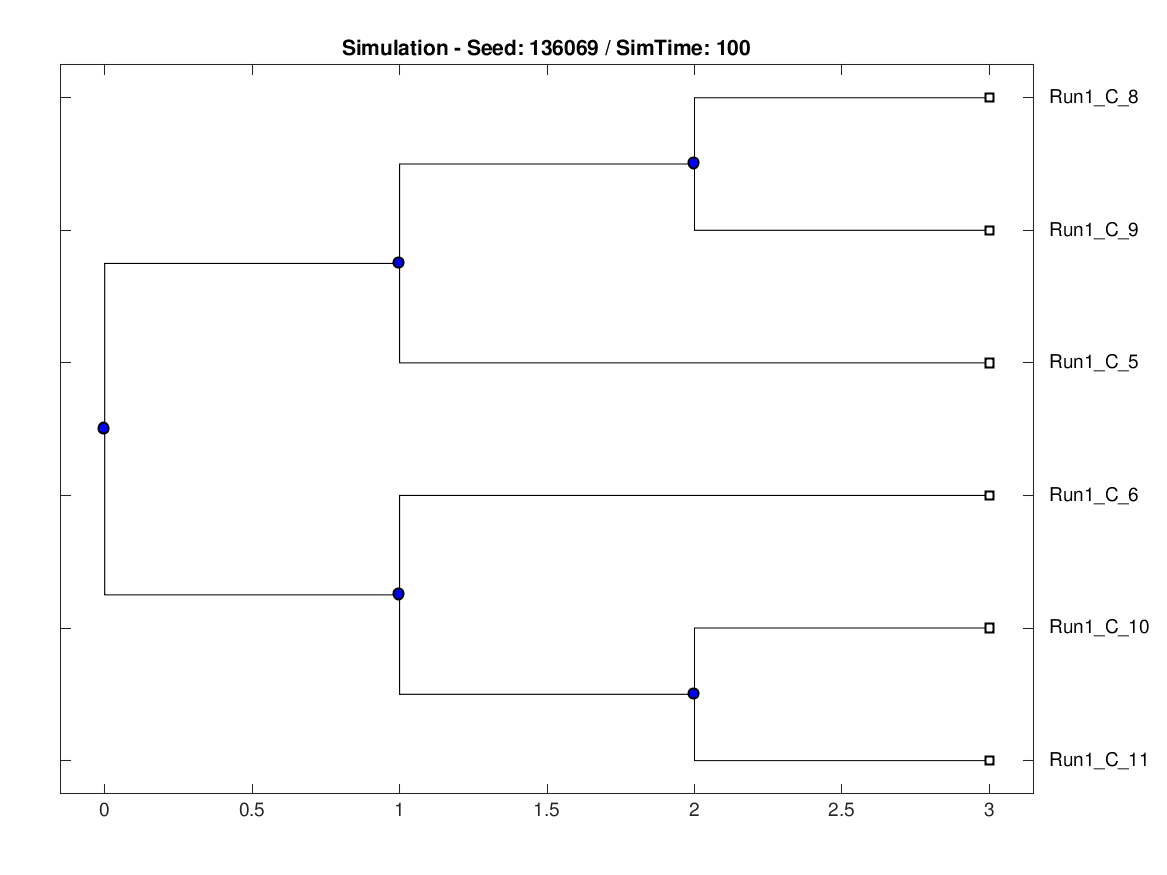 Simulation - Seed: 136069 / SimTime: 100
Run1_C_8
Run1_C_9
Run1_C_5
Run1_C_6
Run1_C_10
Run1_C_11
0 0.5 1 1.5 2 2.5 3